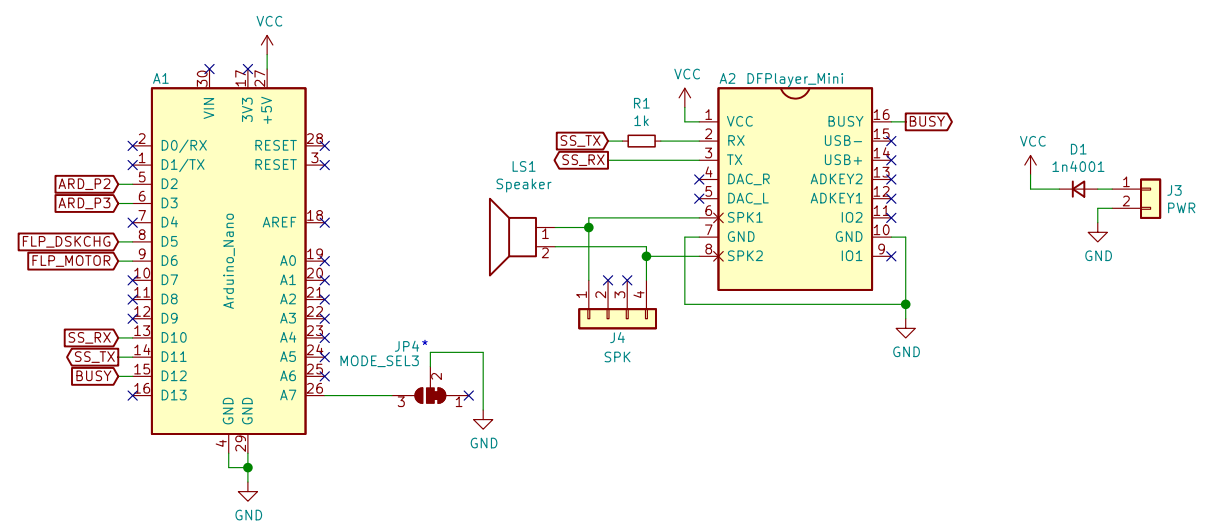 VCC
A1
30
17
27
VIN
3V3
+5V
2 D0/RX RESET 28
1 D1/TX RESET 3
ARD_P2 5 D2
ARD_P3 6 D3
7 D4 AREF 18
FLP_DSKCHG 8 D5
FLP_MOTOR 9 D6 A0 19
10 D7 A1 20
11 D8 A2 21
12 D9 A3 22
SS_RX 13 D10 A4 23
SS_TX 14 D11 A5 24
BUSY 15 D12 A6 25
16 D13 A7 26
Arduino_Nano
GND
GND
4
29
GND
JP4*
MODE_SEL3
2
3
1
GND
LS1
Speaker
1
2
1
2
3
4
J4
SPK
VCC
R1
1k
SS_TX
SS_RX
A2 DFPlayer_Mini
1 VCC BUSY 16 BUSY
2 RX USB- 15
3 TX USB+ 14
4 DAC_R ADKEY2 13
5 DAC_L ADKEY1 12
6 SPK1 IO2 11
7 GND GND 10
8 SPK2 IO1 9
GND
VCC
D1
1n4001
1
2
J3
PWR
GND